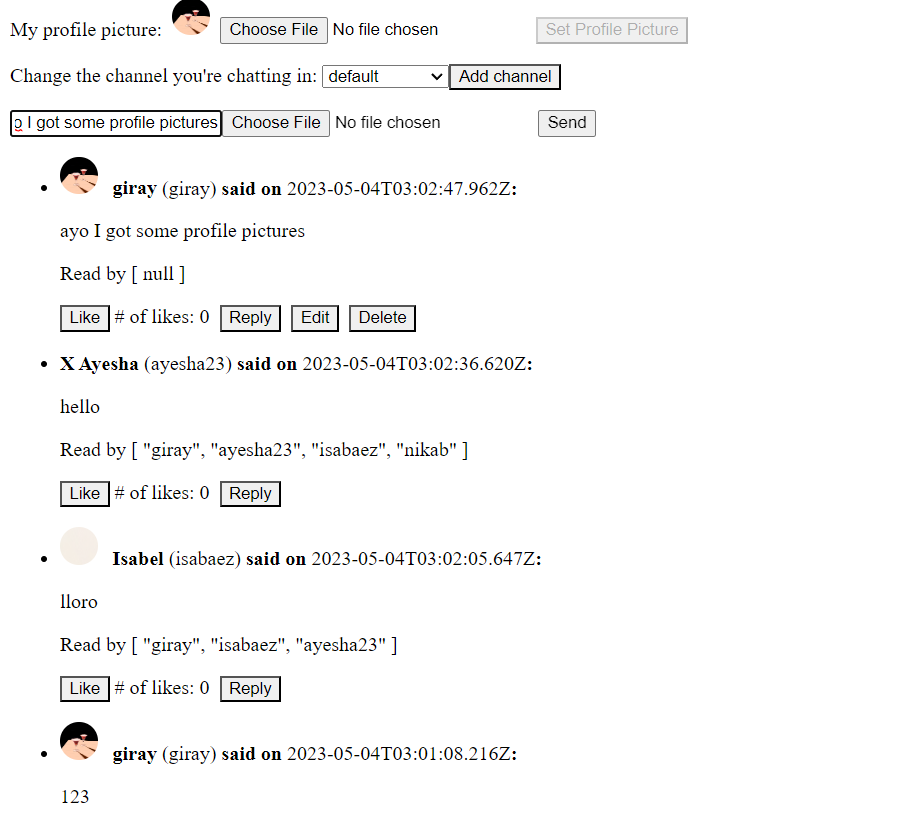 My profile picture: Choose File No file chosen Set Profile Picture
Change the channel you're chatting in: default Add channel
o I got some profile pictures Choose File No file chosen Send
giray (giray) said on 2023-05-04T03:02:47.962Z:
ayo I got some profile pictures
Read by [ null ]
Like # of likes: 0 Reply Edit Delete
X Ayesha (ayesha23) said on 2023-05-04T03:02:36.620Z:
hello
Read by [ "giray", "ayesha23", "isabaez", "nikab" ]
Like # of likes: 0 Reply
Isabel (isabaez) said on 2023-05-04T03:02:05.647Z:
lloro
Read by [ "giray", "isabaez", "ayesha23" ]
Like # of likes: 0 Reply
giray (giray) said on 2023-05-04T03:01:08.216Z:
123